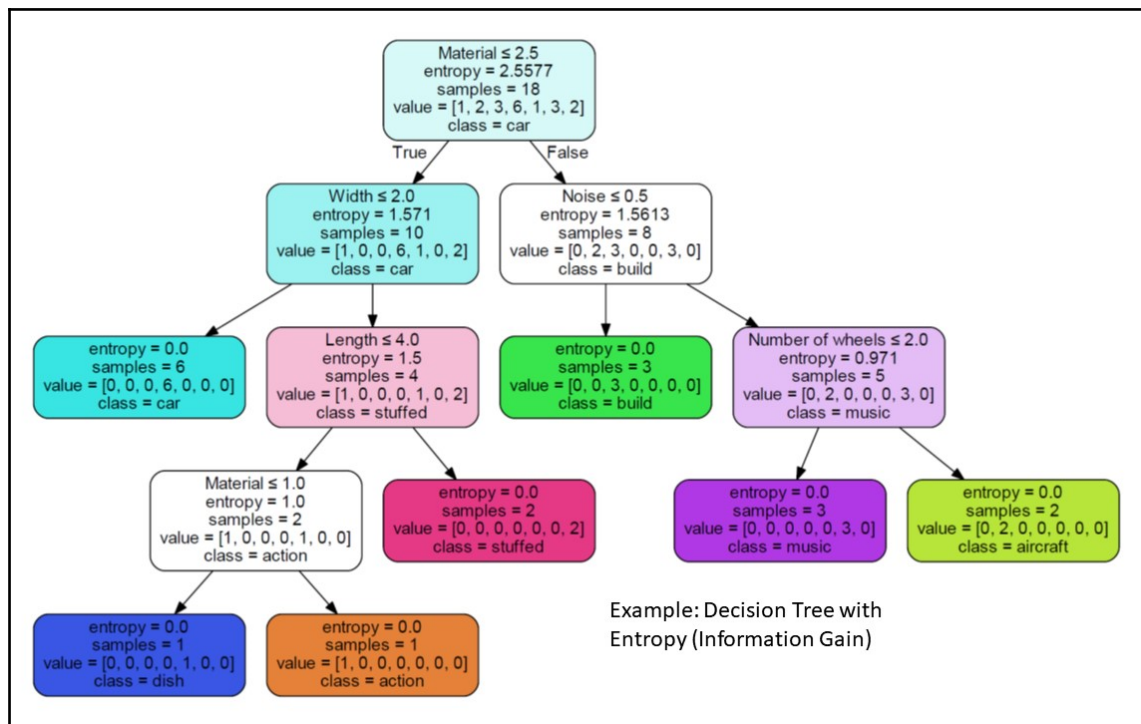 Material ≤ 2.5
entropy = 2.5577
samples = 18
value = [1, 2, 3, 6, 1, 3, 2]
class = car
True
False
Width ≤ 2.0
entropy = 1.571
samples = 10
value = [1, 0, 0, 6, 1, 0, 2]
class = car
Noise ≤ 0.5
entropy = 1.5613
samples = 8
value = [0, 2, 3, 0, 0, 3, 0]
class = build
entropy = 0.0
samples = 6
value = [0, 0, 0, 6, 0, 0, 0]
class = car
Length ≤ 4.0
entropy = 1.5
samples = 4
value = [1, 0, 0, 0, 1, 0, 2]
class = stuffed
entropy = 0.0
samples = 3
value = [0, 0, 3, 0, 0, 0, 0]
class = build
Number of wheels ≤ 2.0
entropy = 0.971
samples = 5
value = [0, 2, 0, 0, 0, 3, 0]
class = music
Material ≤ 1.0
entropy = 1.0
samples = 2
value = [1, 0, 0, 0, 1, 0, 0]
class = action
entropy = 0.0
samples = 2
value = [0, 0, 0, 0, 0, 0, 2]
class = stuffed
entropy = 0.0
samples = 3
value = [0, 0, 0, 0, 0, 3, 0]
class = music
entropy = 0.0
samples = 2
value = [0, 2, 0, 0, 0, 0, 0]
class = aircraft
entropy = 0.0
samples = 1
value = [0, 0, 0, 0, 1, 0, 0]
class = dish
entropy = 0.0
samples = 1
value = [1, 0, 0, 0, 0, 0, 0]
class = action
Example: Decision Tree with
Entropy (Information Gain)